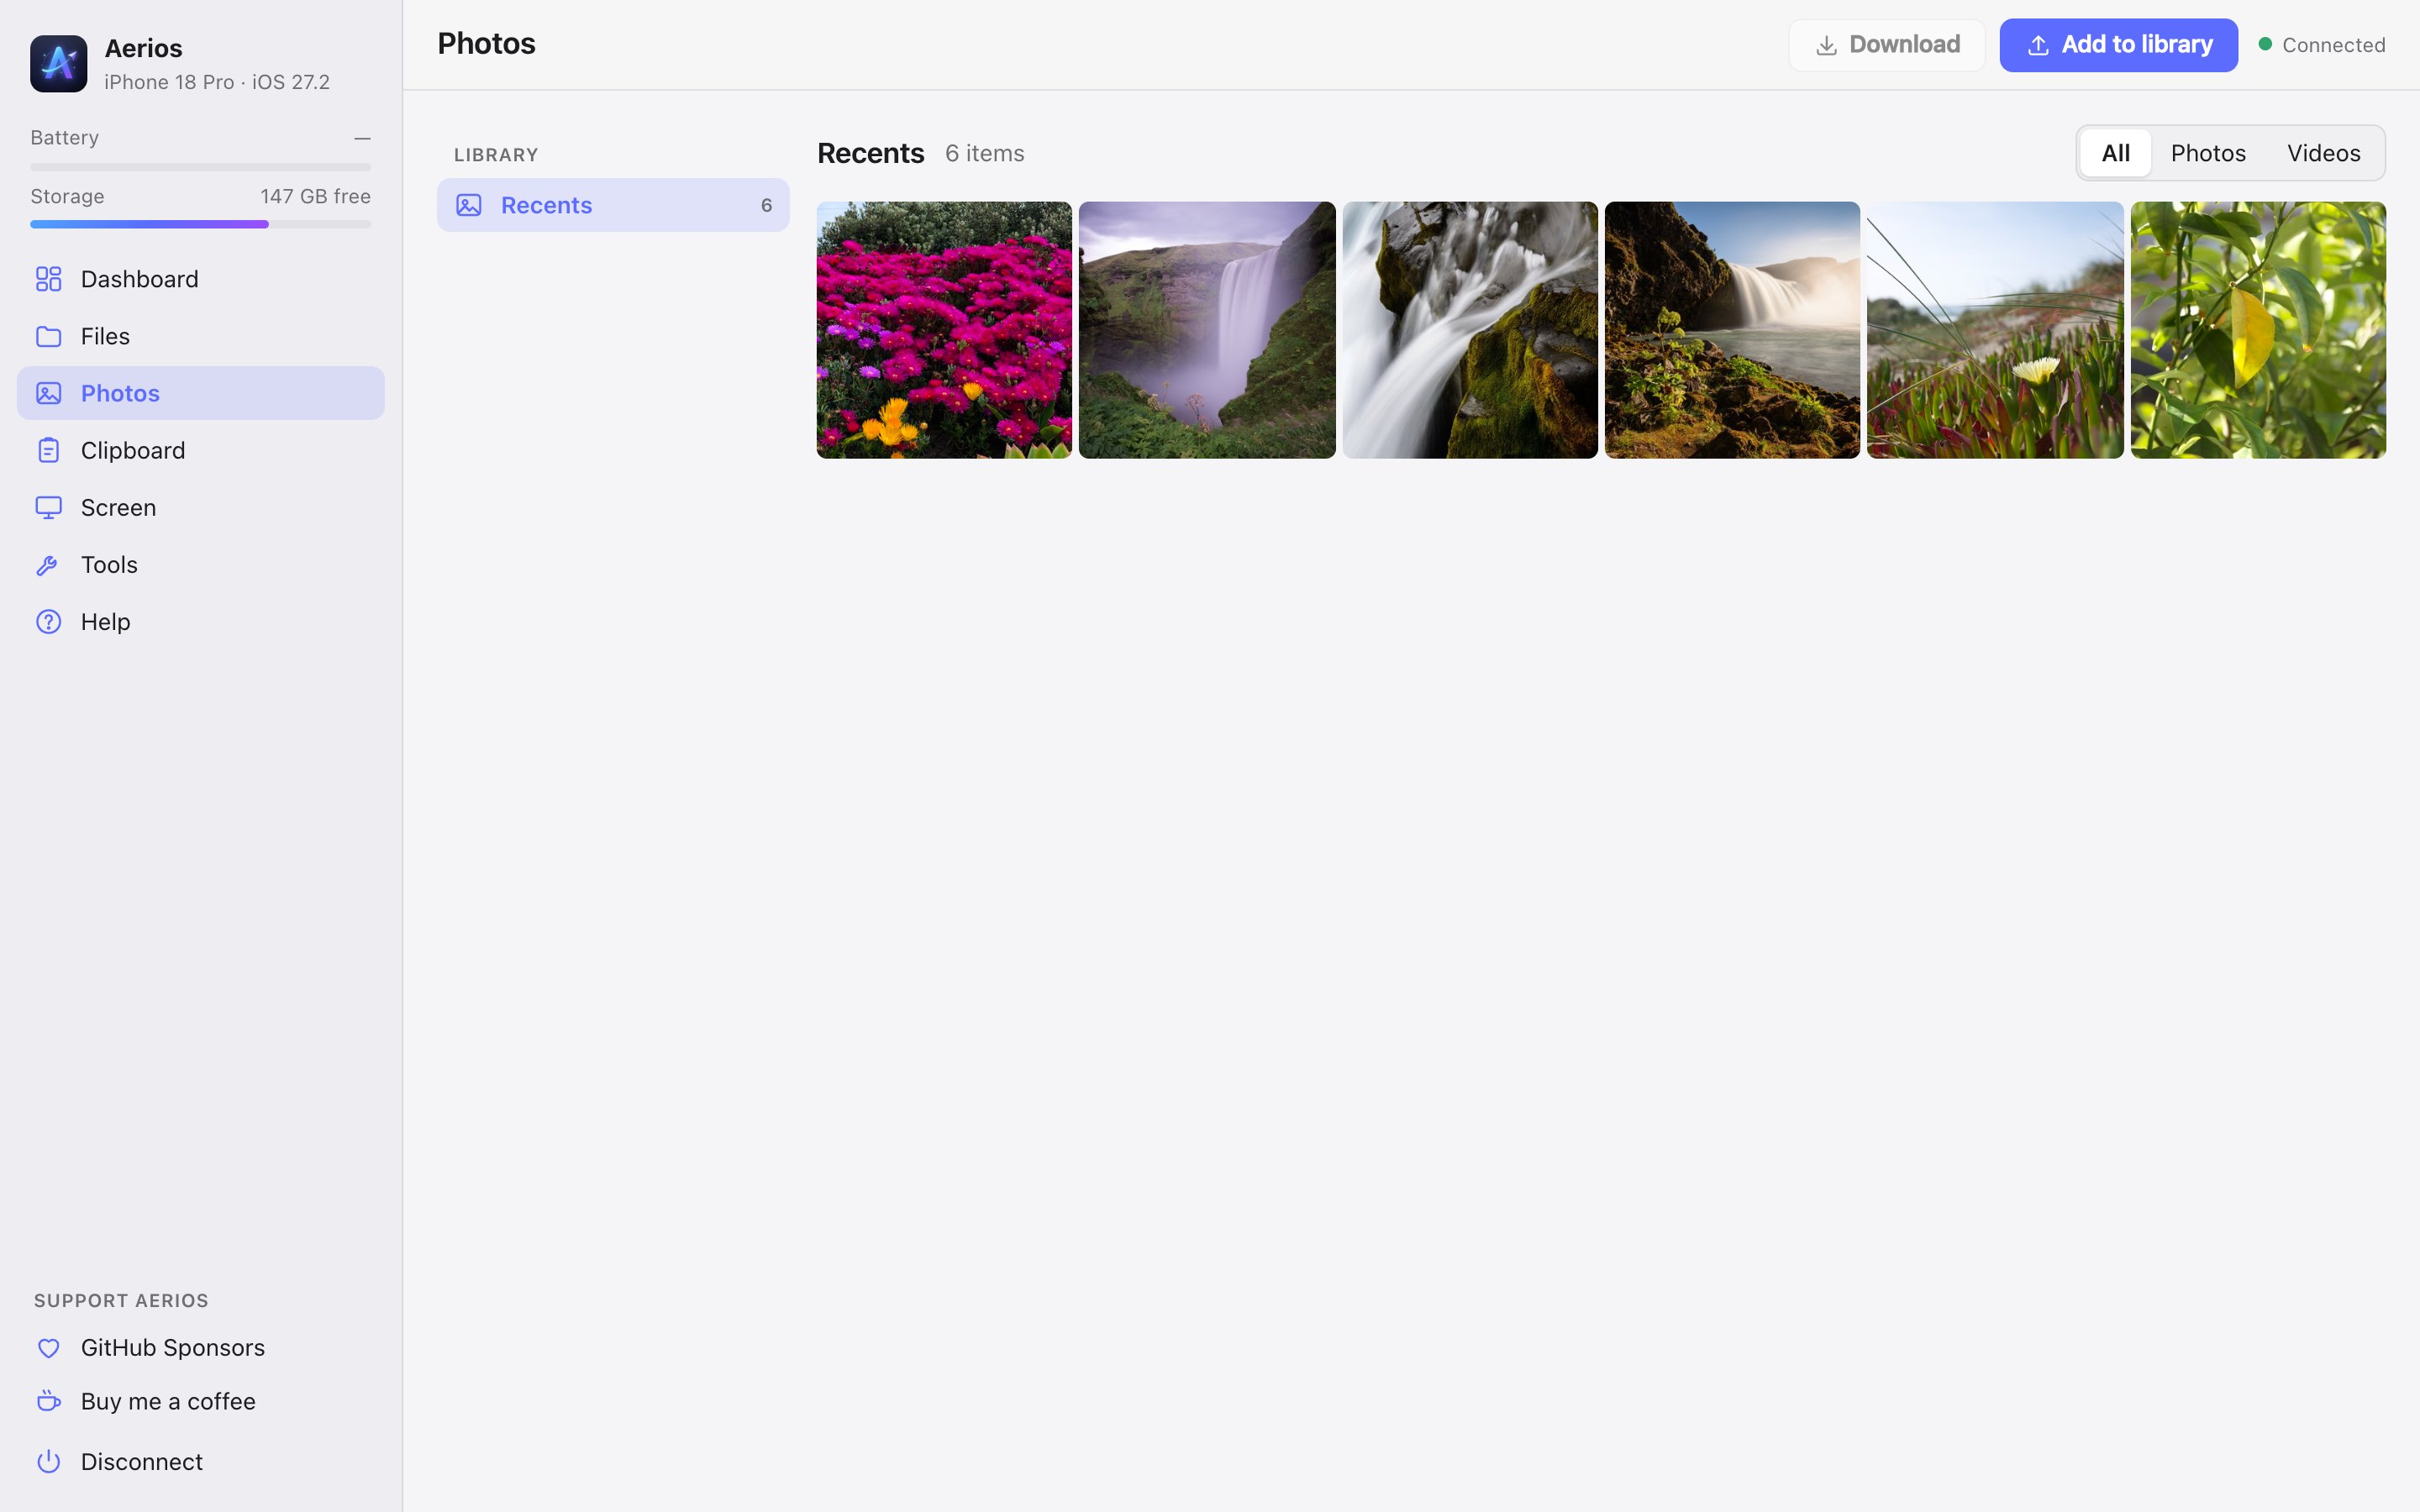 Aerios
iPhone 18 Pro · iOS 27.2
Battery —
Storage 147 GB free
Dashboard
Files
Photos
Clipboard
Screen
Tools
Help
SUPPORT AERIOS
GitHub Sponsors
Buy me a coffee
Disconnect
Photos
Download
Add to library
Connected
LIBRARY
Recents 6
Recents 6 items
All Photos Videos